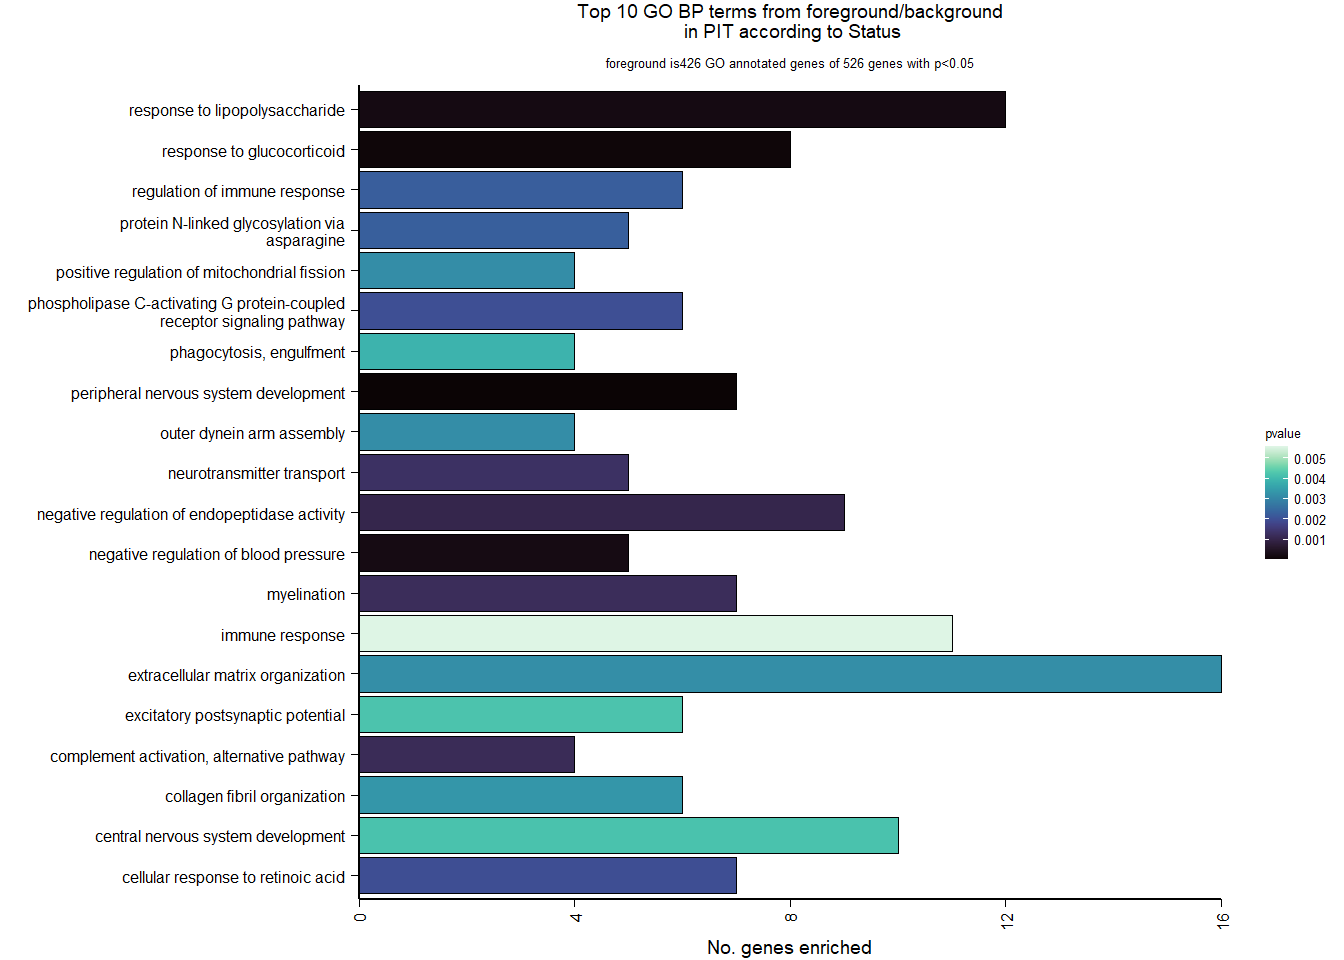 Top 10 GO BP terms from foreground/background
in PIT according to Status
foreground is426 GO annotated genes of 526 genes with p<0.05
response to lipopolysaccharide
response to glucocorticoid
regulation of immune response
protein N-linked glycosylation via
asparagine
positive regulation of mitochondrial fission
phospholipase C-activating G protein-coupled
receptor signaling pathway
phagocytosis, engulfment
peripheral nervous system development
outer dynein arm assembly
neurotransmitter transport
negative regulation of endopeptidase activity
negative regulation of blood pressure
myelination
immune response
extracellular matrix organization
excitatory postsynaptic potential
complement activation, alternative pathway
collagen fibril organization
central nervous system development
cellular response to retinoic acid
0
4
8
12
16
No. genes enriched
pvalue
0.005
0.004
0.003
0.002
0.001